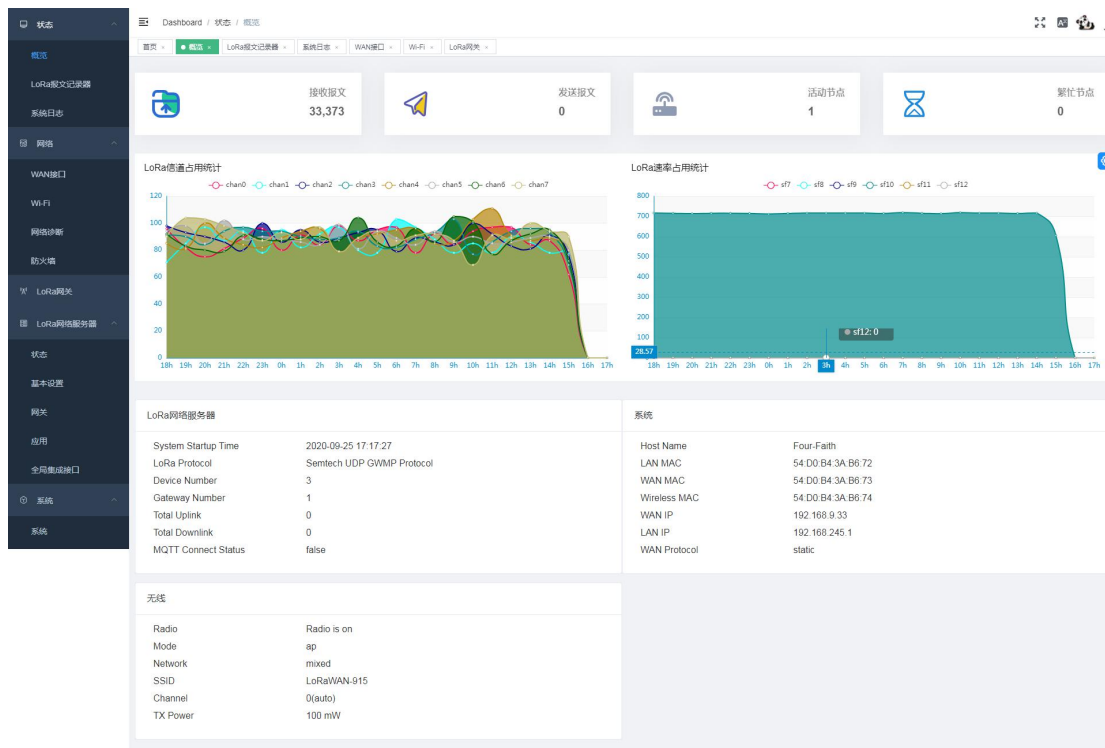 状态
概览
LoRa报文记录器
系统日志
网络
WAN接口
Wi-Fi
网络诊断
防火墙
LoRa网关
LoRa网络服务器
状态
基本设置
网关
应用
全局集成接口
系统
系统
Dashboard / 状态 / 概览
首页 × 概览 × LoRa报文记录器 × 系统日志 × WAN接口 × Wi-Fi × LoRa网关 ×
接收报文
33,373
发送报文
0
活动节点
1
繁忙节点
0
LoRa信道占用统计
chan0 chan1 chan2 chan3 chan4 chan5 chan6 chan7
120
100
80
60
40
20
0
18h 19h 20h 21h 22h 23h 0h 1h 2h 3h 4h 5h 6h 7h 8h 9h 10h 11h 12h 13h 14h 15h 16h 17h
LoRa速率占用统计
sf7 sf8 sf9 sf10 sf11 sf12
800
700
600
500
400
300
200
100
sf12: 0
28.57
18h 19h 20h 21h 22h 23h 0h 1h 2h 3h 4h 5h 6h 7h 8h 9h 10h 11h 12h 13h 14h 15h 16h 17h
LoRa网络服务器
System Startup Time 2020-09-25 17:17:27
LoRa Protocol Semtech UDP GWMP Protocol
Device Number 3
Gateway Number 1
Total Uplink 0
Total Downlink 0
MQTT Connect Status false
系统
Host Name Four-Faith
LAN MAC 54:D0:B4:3A:B6:72
WAN MAC 54:D0:B4:3A:B6:73
Wireless MAC 54:D0:B4:3A:B6:74
WAN IP 192.168.9.33
LAN IP 192.168.245.1
WAN Protocol static
无线
Radio Radio is on
Mode ap
Network mixed
SSID LoRaWAN-915
Channel 0(auto)
TX Power 100 mW